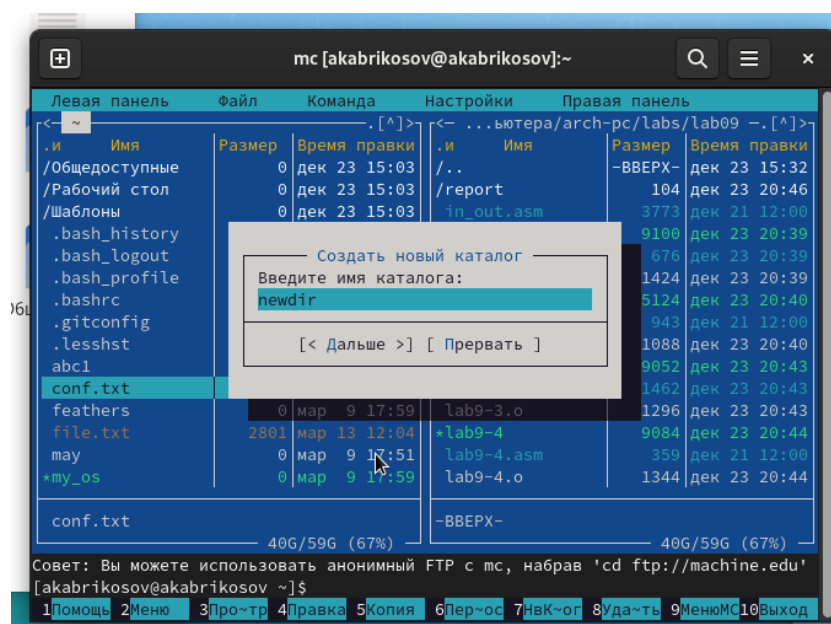 mc [akabrikosov@akabrikosov]:~
Левая панель Файл Команда Настройки Правая панель
<— ~ .[^]> <— ...ьютера/arch-pc/labs/lab09 —.[^]>
.и Имя Размер Время правки .и Имя Размер Время правки
/Общедоступные 0 дек 23 15:03 /.. -ВВЕРХ- дек 23 15:32
/Рабочий стол 0 дек 23 15:03 /report 104 дек 23 20:46
/Шаблоны 0 дек 23 15:03 in_out.asm 3773 дек 21 12:00
.bash_history 9100 дек 23 20:39
.bash_logout Создать новый каталог 676 дек 23 20:39
.bash_profile Введите имя каталога: 1424 дек 23 20:39
.bashrc newdir 5124 дек 23 20:40
.gitconfig 943 дек 21 12:00
.lesshst [< Дальше >] [ Прервать ] 1088 дек 23 20:40
abc1 9052 дек 23 20:43
conf.txt 1462 дек 23 20:43
feathers 0 мар 9 17:59 lab9-3.o 1296 дек 23 20:43
file.txt 2801 мар 13 12:04 *lab9-4 9084 дек 23 20:44
may 0 мар 9 17:51 lab9-4.asm 359 дек 21 12:00
*my_os 0 мар 9 17:59 lab9-4.o 1344 дек 23 20:44
conf.txt -ВВЕРХ-
40G/59G (67%) 40G/59G (67%)
Совет: Вы можете использовать анонимный FTP с mc, набрав 'cd ftp://machine.edu'
[akabrikosov@akabrikosov ~]$
1Помощь 2Меню 3Про~тр 4Правка 5Копия 6Пер~ос 7НвК~ог 8Уда~ть 9МенюМС 10Выход